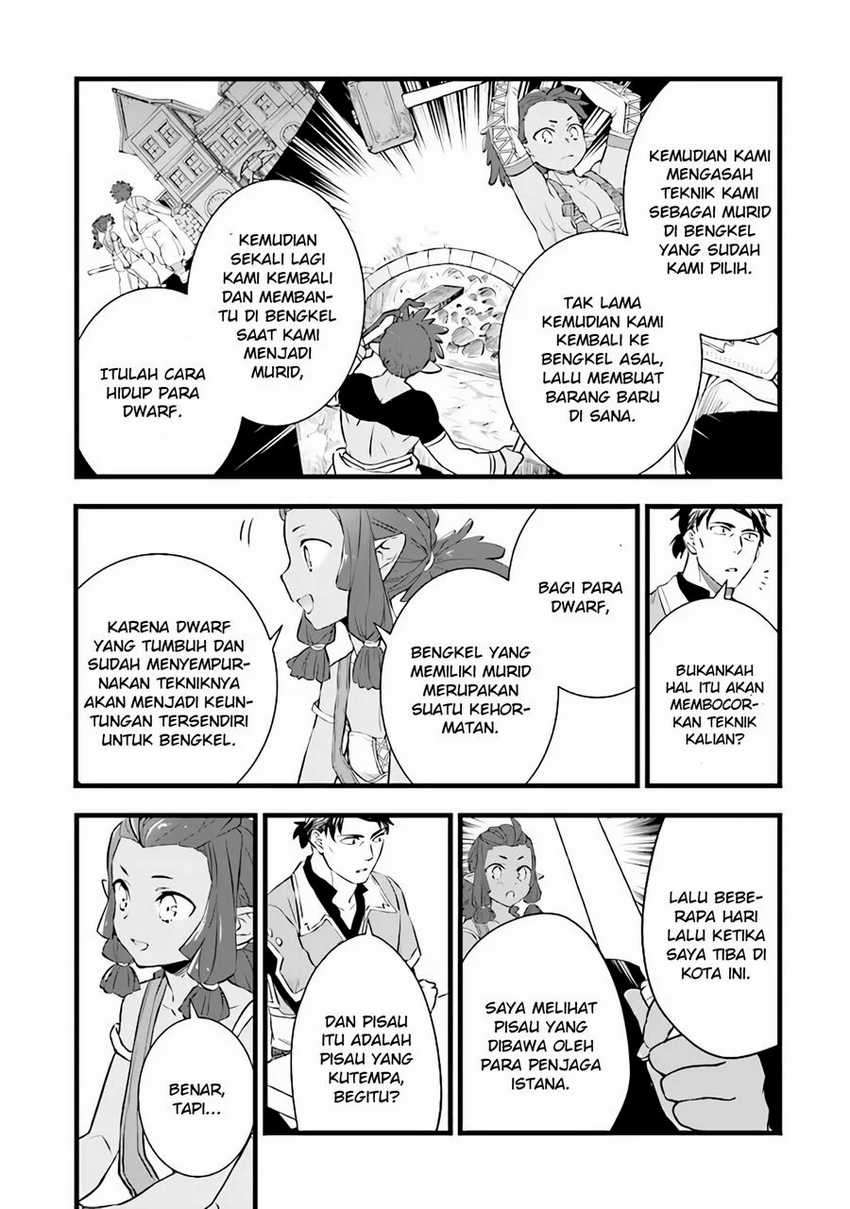 KEMUDIAN KAMI
MENGASAH
TEKNIK KAMI
SEBAGAI MURID
DI BENGKEL
YANG SUDAH
KAMI PILIH.
TAK LAMA
KEMUDIAN KAMI
KEMBALI KE
BENGKEL ASAL,
LALU MEMBUAT
BARANG BARU
DI SANA.
KEMUDIAN
SEKALI LAGI
KAMI KEMBALI
DAN MEMBAN-
TU DI BENGKEL
SAAT KAMI
MENJADI
MURID,
ITULAH CARA
HIDUP PARA
DWARF.
BUKANKAH
HAL ITU AKAN
MEMBOCOR-
KAN TEKNIK
KALIAN?
BAGI PARA
DWARF,
BENGKEL YANG
MEMILIKI MURID
MERUPAKAN
SUATU KEHOR-
MATAN.
KARENA DWARF
YANG TUMBUH DAN
SUDAH MENYEMPUR-
NAKAN TEKNIKNYA
AKAN MENJADI KEUN-
TUNGAN TERSENDIRI
UNTUK BENGKEL.
LALU BEBE-
RAPA HARI
LALU KETIKA
SAYA TIBA DI
KOTA INI.
SAYA MELIHAT
PISAU YANG
DIBAWA OLEH
PARA PENJAGA
ISTANA.
DAN PISAU
ITU ADALAH
PISAU YANG
KUTEMPA,
BEGITU?
BENAR,
TAPI...